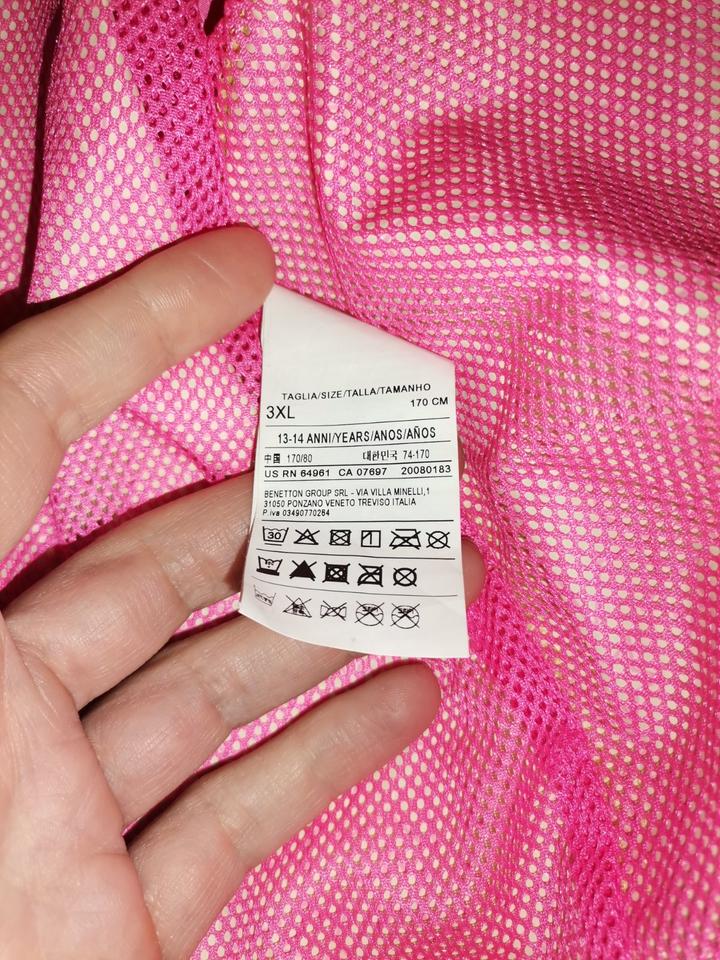 TAGLIA/SIZE/TALLA/TAMANHO
3XL 170 CM
13-14 ANNI/YEARS/ANOS/AÑOS
中国 170/80 대한민국 74-170
US RN 64961 CA 07697 20080183
BENETTON GROUP SRL - VIA VILLA MINELLI,1
31050 PONZANO VENETO TREVISO ITALIA
P.iva 03490770264
30